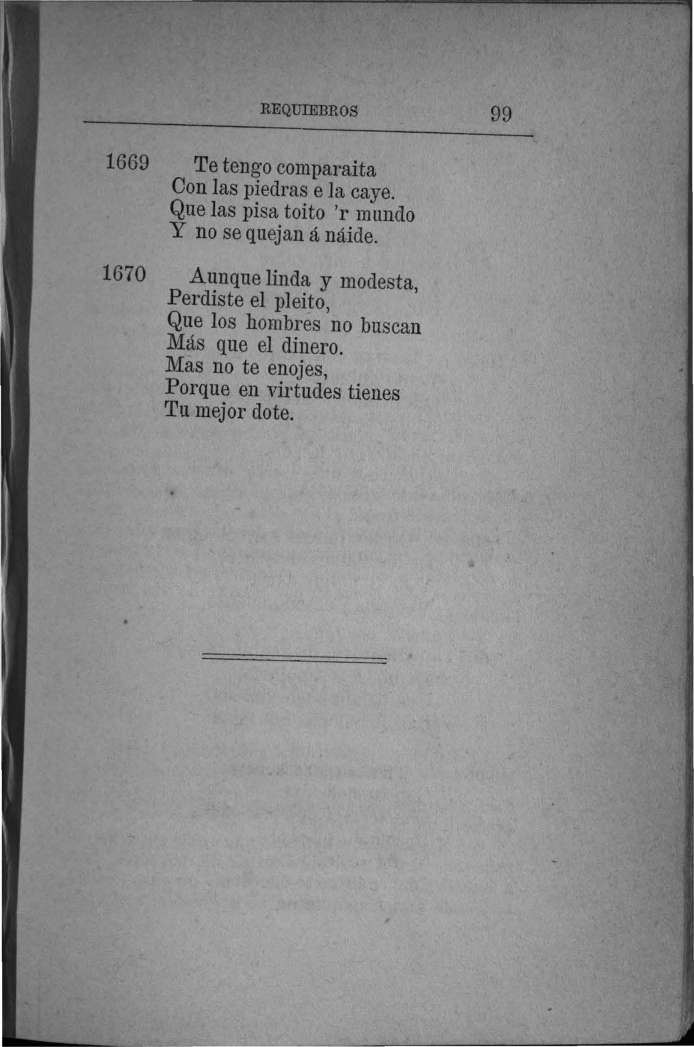 REQUIEBROS 99
1669 Te tengo comparaita
Con las piedras e la caye.
Que las pisa toito 'r mundo
Y no se quejan á náide.
1670 Aunque linda y modesta,
Perdiste el pleito,
Que los hombres no buscan
Más que el dinero.
Mas no te enojes,
Porque en virtudes tienes
Tu mejor dote.